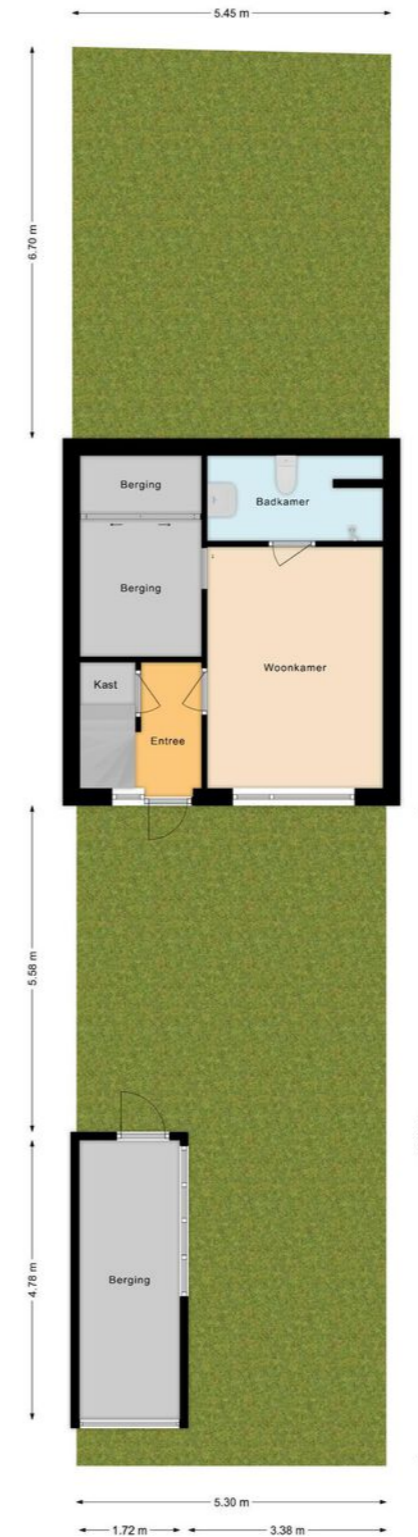 5.45 m
6.70 m
Berging
Badkamer
Berging
Woonkamer
Kast
Entree
5.58 m
Berging
4.78 m
5.30 m
1.72 m
3.38 m